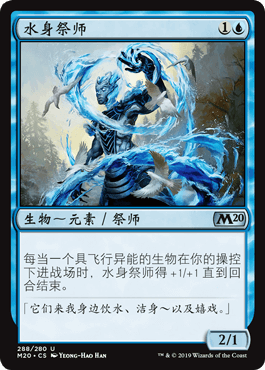 水身祭师 1
生物～元素 / 祭师 M20
每当一个具飞行异能的生物在你的操控
下进战场时，水身祭师得 +1/+1 直到回
合结束。
「它们来我身边饮水、洁身～以及嬉戏。」
2/1
288/280 U
M20 • CS Yeong-Hao Han ™ & © 2019 Wizards of the Coast